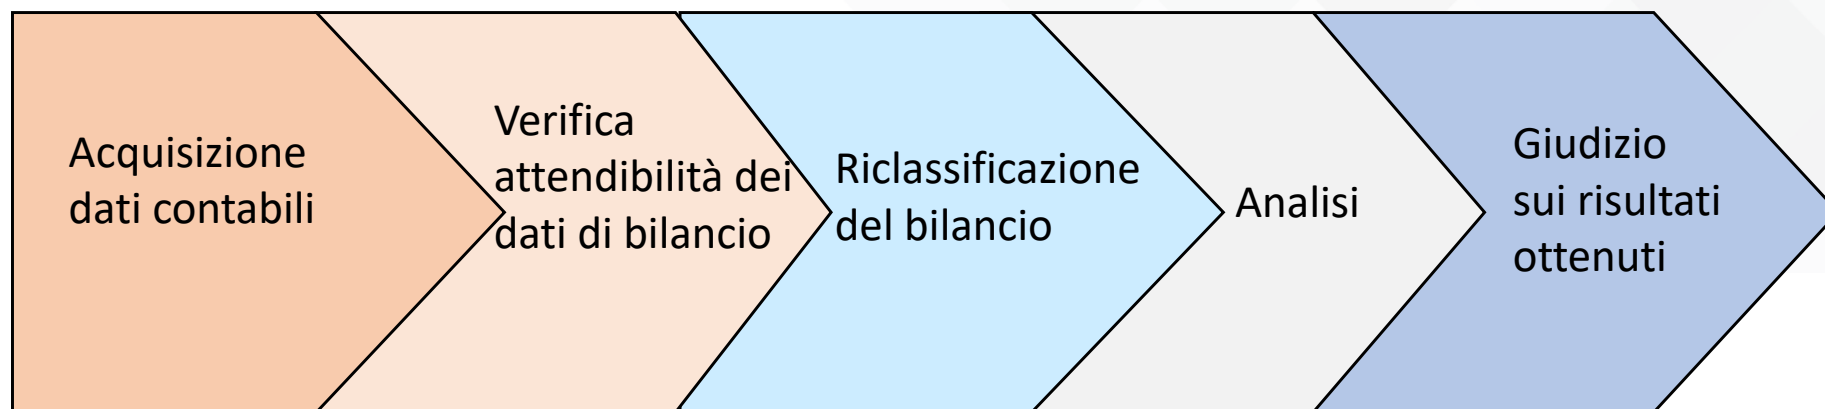 Acquisizione
dati contabili
Verifica
attendibilità dei
dati di bilancio
Riclassificazione
del bilancio
Analisi
Giudizio
sui risultati
ottenuti